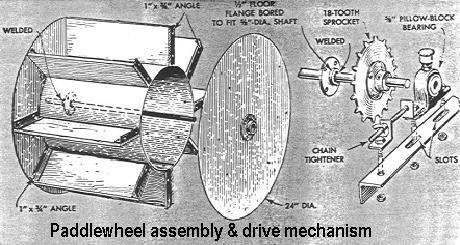 1" x ¾" ANGLE
½" FLOOR
FLANGE BORED
TO FIT ⅝"-DIA. SHAFT
18-TOOTH
SPROCKET
⅝" PILLOW-BLOCK
BEARING
WELDED
WELDED
CHAIN
TIGHTENER
SLOTS
1" x ¾" ANGLE
24" DIA.
Paddlewheel assembly & drive mechanism